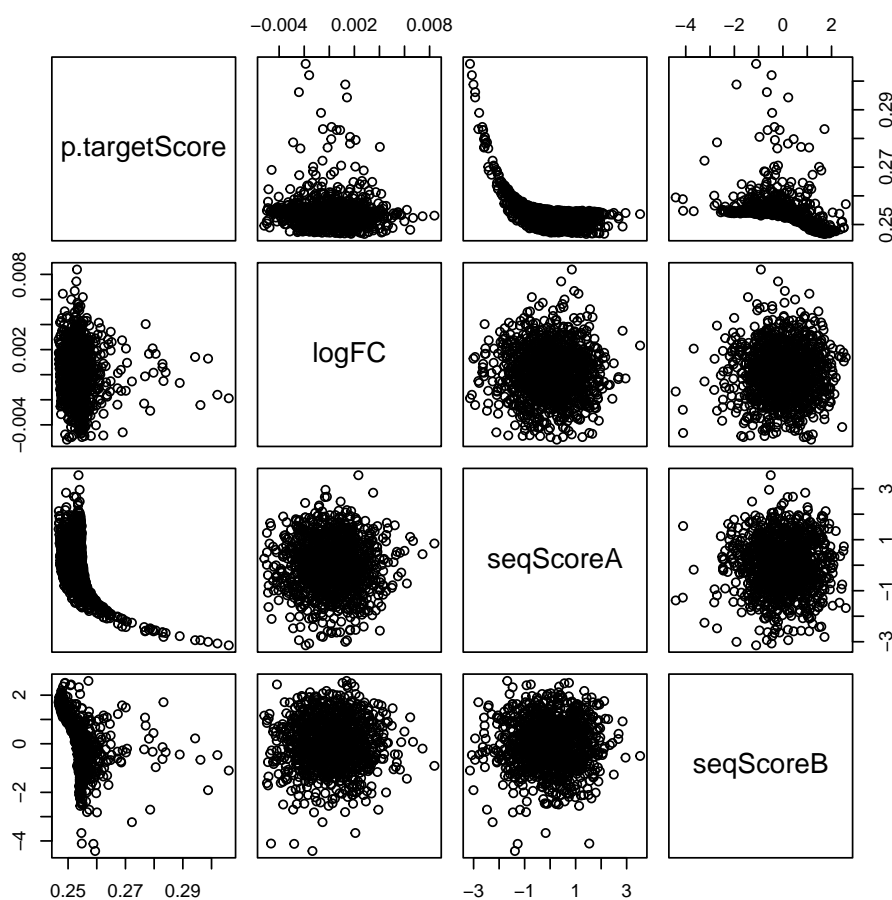 −0.004 0.002 0.008 −4 −2 0 2
p.targetScore 0.25 0.27 0.29
−0.004 0.002 0.008 logFC
seqScoreA −3 −1 1 3
−4 −2 0 2 seqScoreB
0.25 0.27 0.29 −3 −1 1 3